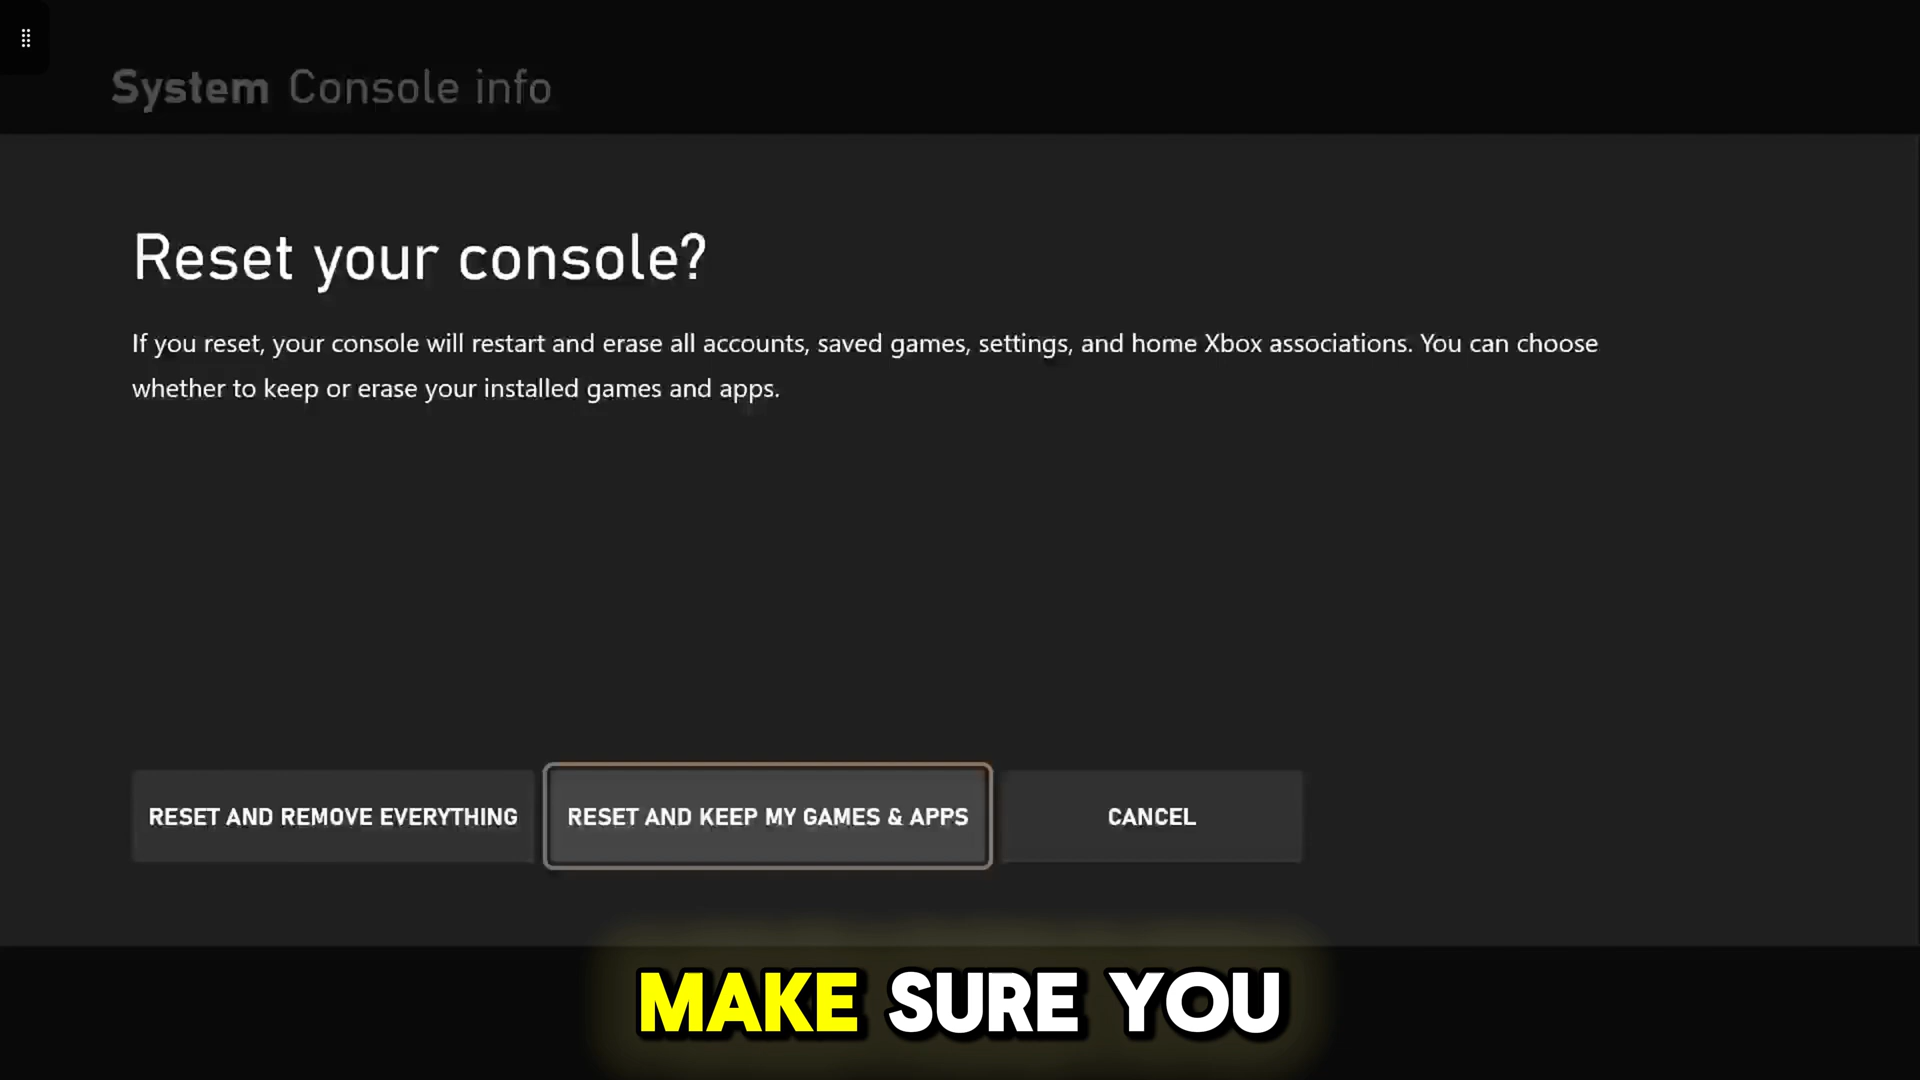 System Console info
Reset your console?
If you reset, your console will restart and erase all accounts, saved games, settings, and home Xbox associations. You can choose
whether to keep or erase your installed games and apps.
RESET AND REMOVE EVERYTHING
RESET AND KEEP MY GAMES & APPS
CANCEL
MAKE SURE YOU